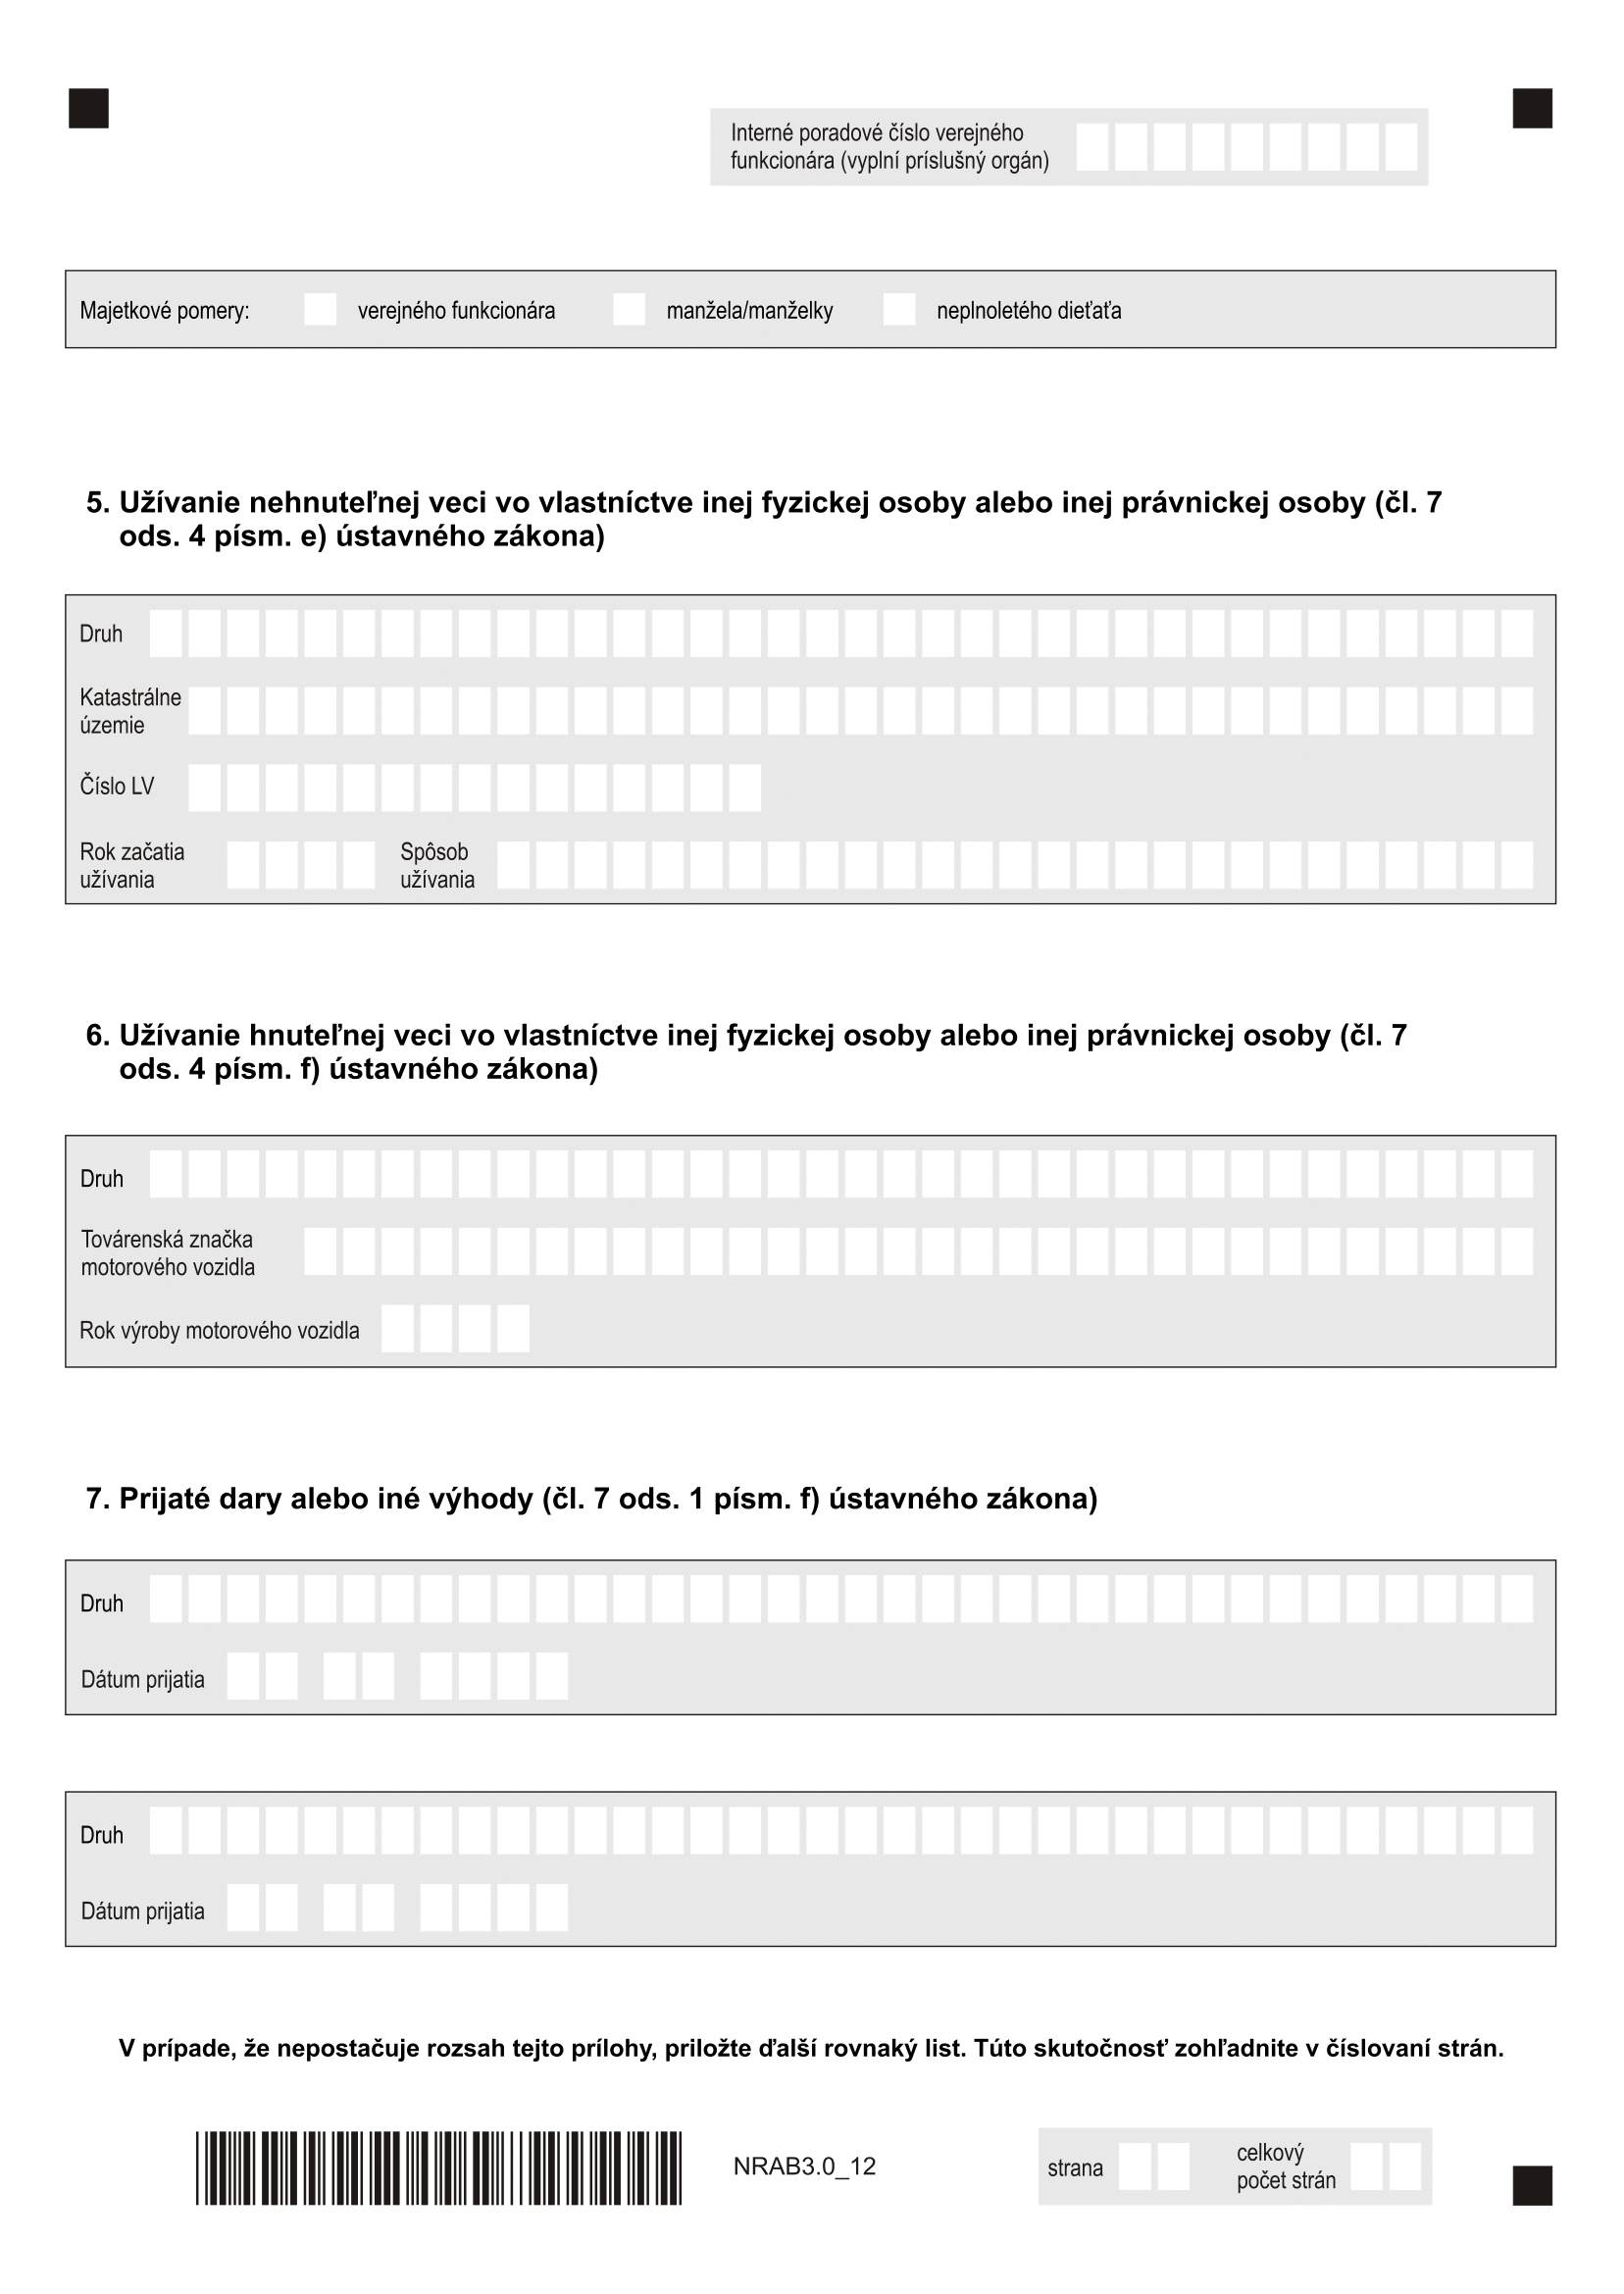 Interné poradové číslo verejného
funkcionára (vyplní príslušný orgán)
Majetkové pomery: verejného funkcionára manžela/manželky neplnoletého dieťaťa
5. Užívanie nehnuteľnej veci vo vlastníctve inej fyzickej osoby alebo inej právnickej osoby (čl. 7
ods. 4 písm. e) ústavného zákona)
Druh
Katastrálne
územie
Číslo LV
Rok začatia
užívania
Spôsob
užívania
6. Užívanie hnuteľnej veci vo vlastníctve inej fyzickej osoby alebo inej právnickej osoby (čl. 7
ods. 4 písm. f) ústavného zákona)
Druh
Továrenská značka
motorového vozidla
Rok výroby motorového vozidla
7. Prijaté dary alebo iné výhody (čl. 7 ods. 1 písm. f) ústavného zákona)
Druh
Dátum prijatia
Druh
Dátum prijatia
V prípade, že nepostačuje rozsah tejto prílohy, priložte ďalší rovnaký list. Túto skutočnosť zohľadnite v číslovaní strán.
NRAB3.0_12
strana
celkový
počet strán